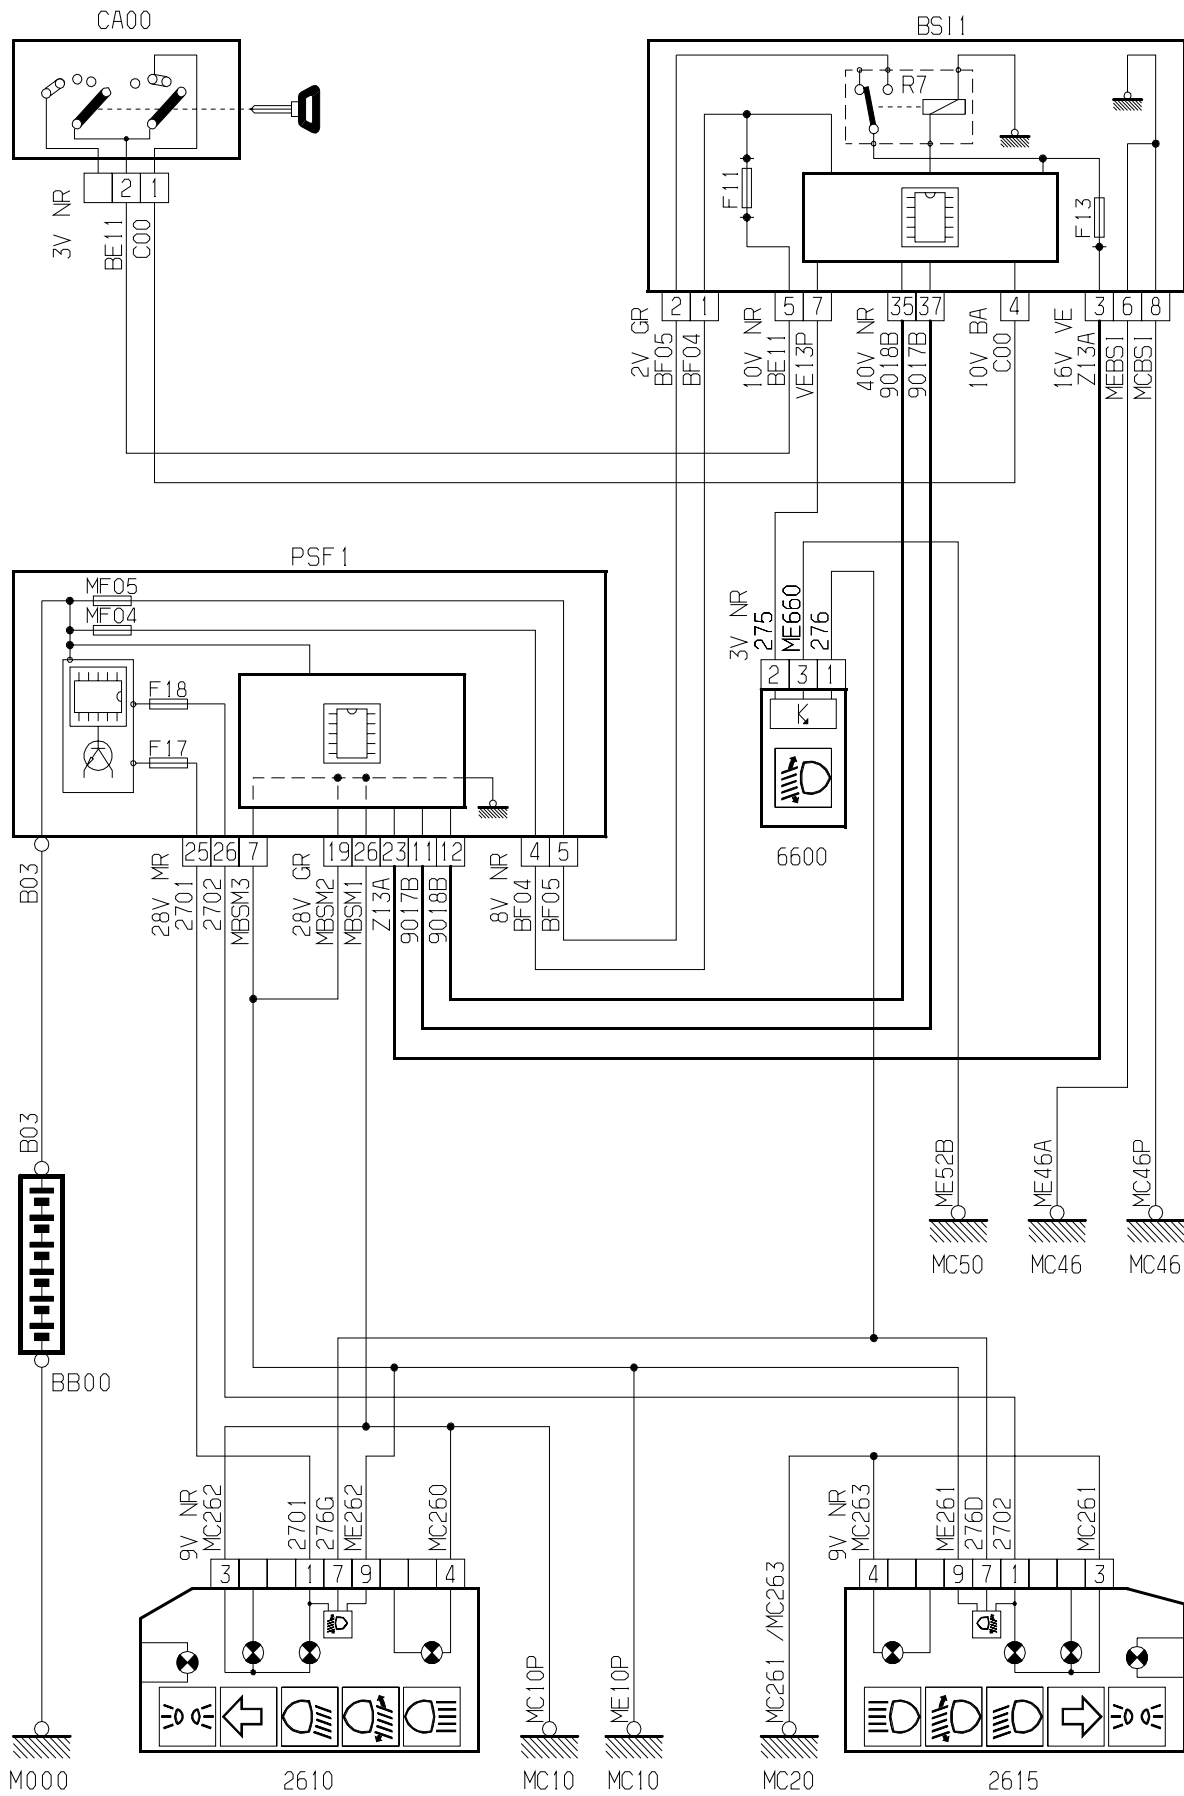 CA00
BSI1
R7
F11
F13
2 1
3V NR
BE11
C00
2 1
5 7
35 37
4
3 6 8
2V GR
BF05
BF04
10V NR
BE11
VE13P
40V NR
9018B
9017B
10V BA
C00
16V VE
Z13A
MEBSI
MCBSI
PSF1
MF05
MF04
F18
F17
3V NR
275
ME660
276
2 3 1
6600
25 26 7
19 26 23 11 12
4 5
B03
28V MR
2701
2702
MBSM3
28V GR
MBSM2
MBSM1
Z13A
9017B
9018B
8V NR
BF04
BF05
B03
BB00
ME52B
ME46A
MC46P
MC50
MC46
MC46
9V NR
MC262
2701
276G
ME262
MC260
9V NR
MC263
ME261
276D
2702
MC261
3 1 7 9 4
4 9 7 1 3
MC10P
ME10P
MC261 /MC263
M000
2610
MC10
MC10
MC20
2615